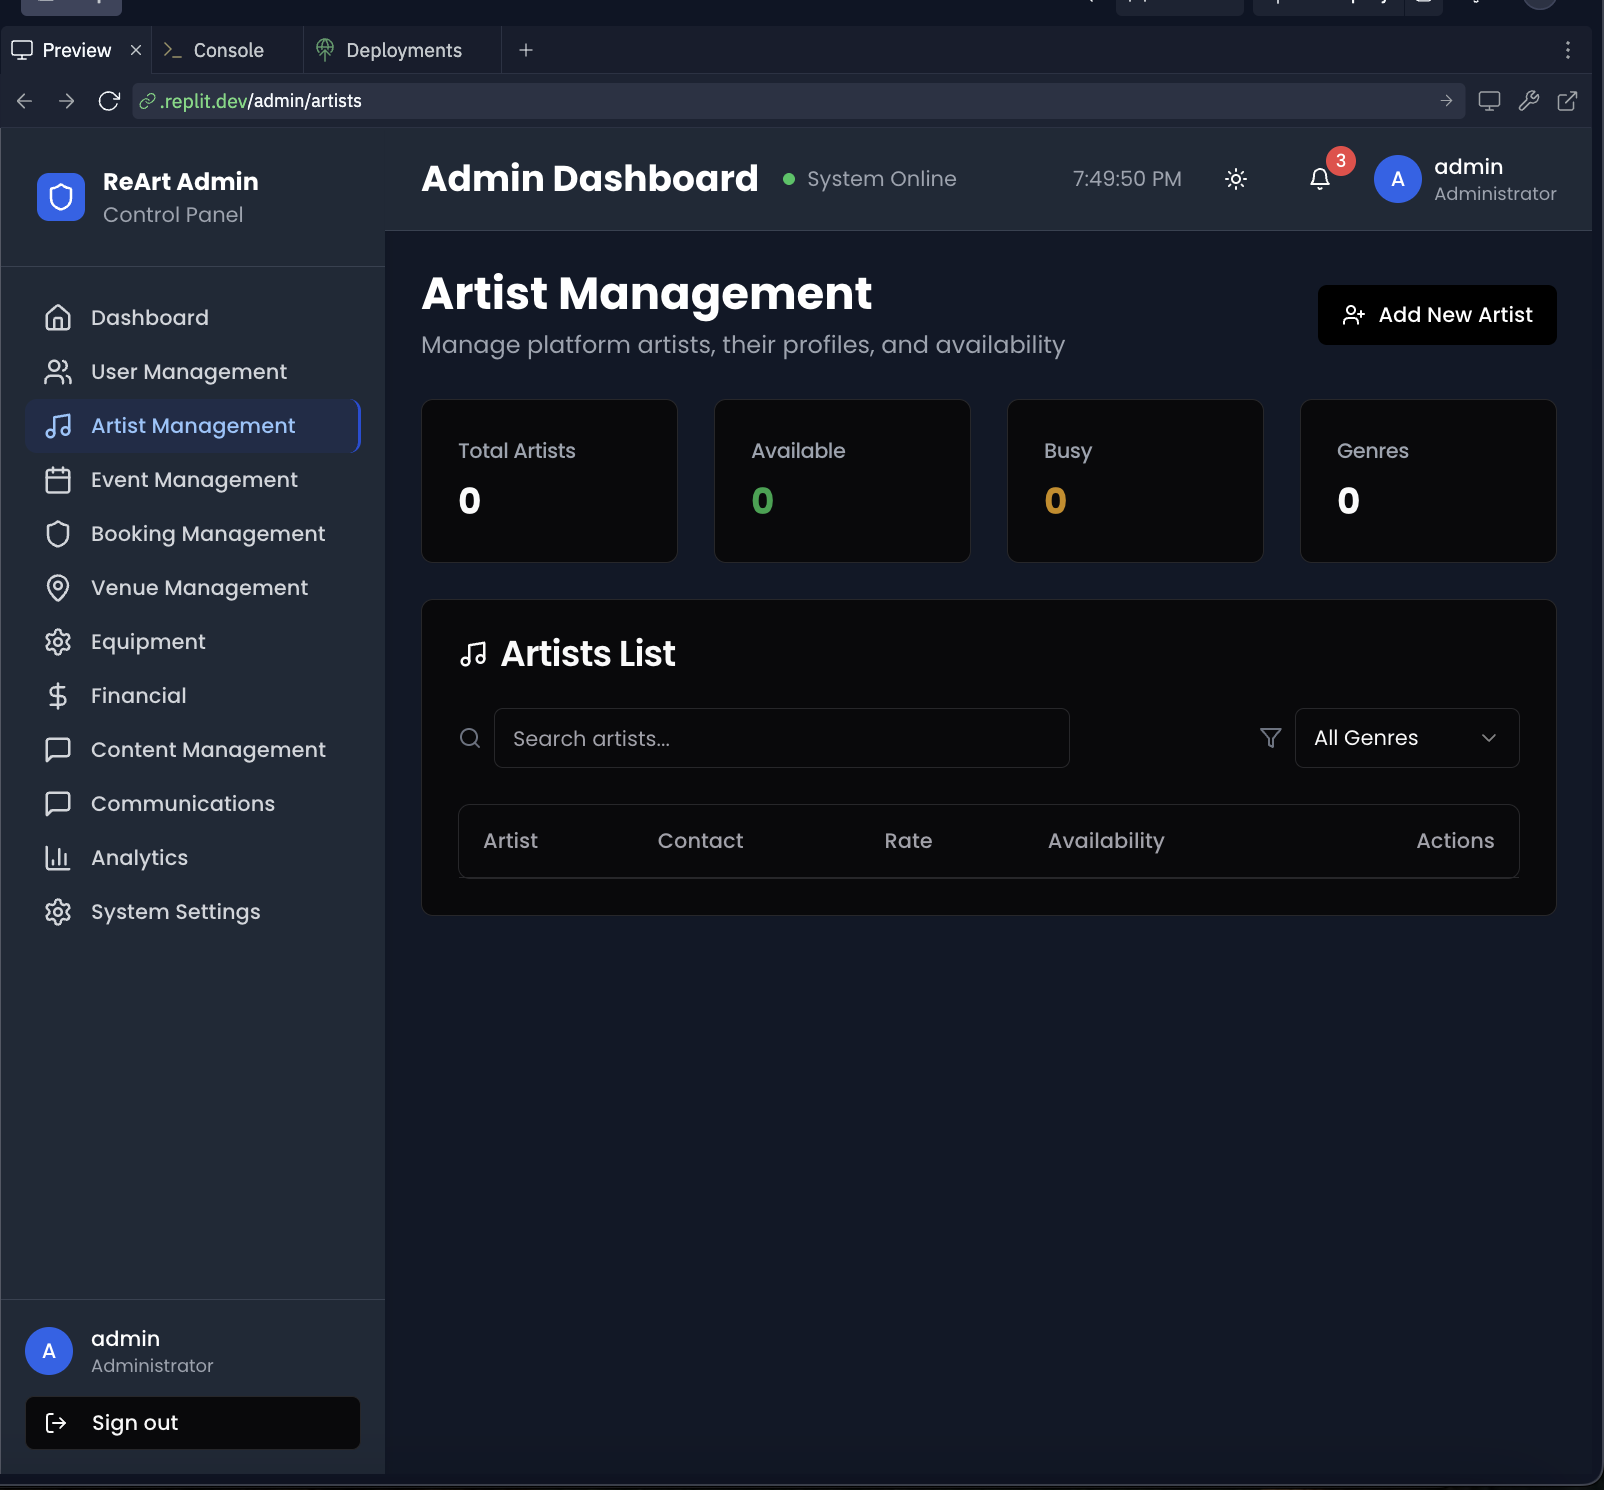 Preview
Console
Deployments
.replit.dev/admin/artists
ReArt Admin
Control Panel
Admin Dashboard
System Online
7:49:50 PM
3
A
admin
Administrator
Dashboard
User Management
Artist Management
Event Management
Booking Management
Venue Management
Equipment
Financial
Content Management
Communications
Analytics
System Settings
A
admin
Administrator
Sign out
Artist Management
Manage platform artists, their profiles, and availability
Add New Artist
Total Artists
0
Available
0
Busy
0
Genres
0
Artists List
Search artists...
All Genres
Artist Contact Rate Availability Actions